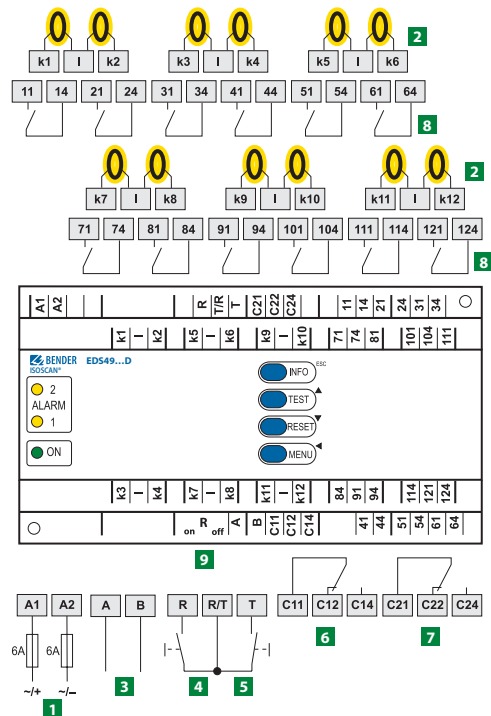 2
k1 I k2 k3 I k4 k5 I k6
11 14 21 24 31 34 41 44 51 54 61 64
8
2
k7 I k8 k9 I k10 k11 I k12
71 74 81 84 91 94 101 104 111 114 121 124
8
A1 A2 R T/R T C21 C22 C24 11 14 21 24 31 34
k1 I k2 k5 I k6 k9 I k10 71 74 81 101 104 111
BENDER EDS49...D
ISOSCAN®
INFO ESC
2
TEST
ALARM
1
RESET
ON
MENU
k3 I k4 k7 I k8 k11 I k12 84 91 94 114 121 124
on R off A B C11 C12 C14 41 44 51 54 61 64
9
A1 A2 A B R R/T T C11 C12 C14 C21 C22 C24
6 7
6A 6A
3 4 5
~/+ ~/–
1